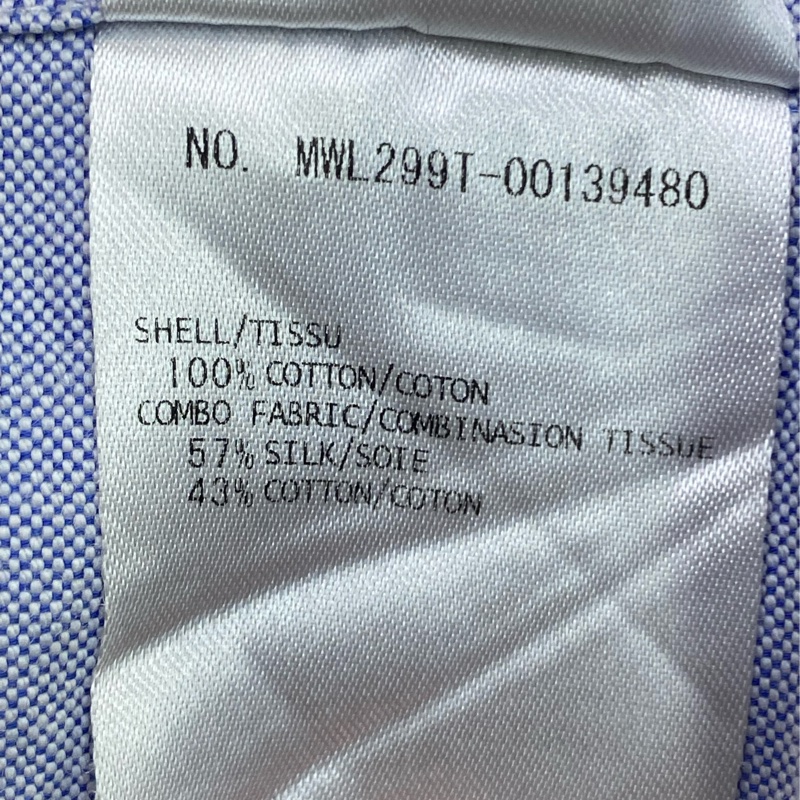 NO. MWL299T-00139480
SHELL/TISSU
100% COTTON/COTON
COMBO FABRIC/COMBINASION TISSUE
57% SILK/SOIE
43% COTTON/COTON